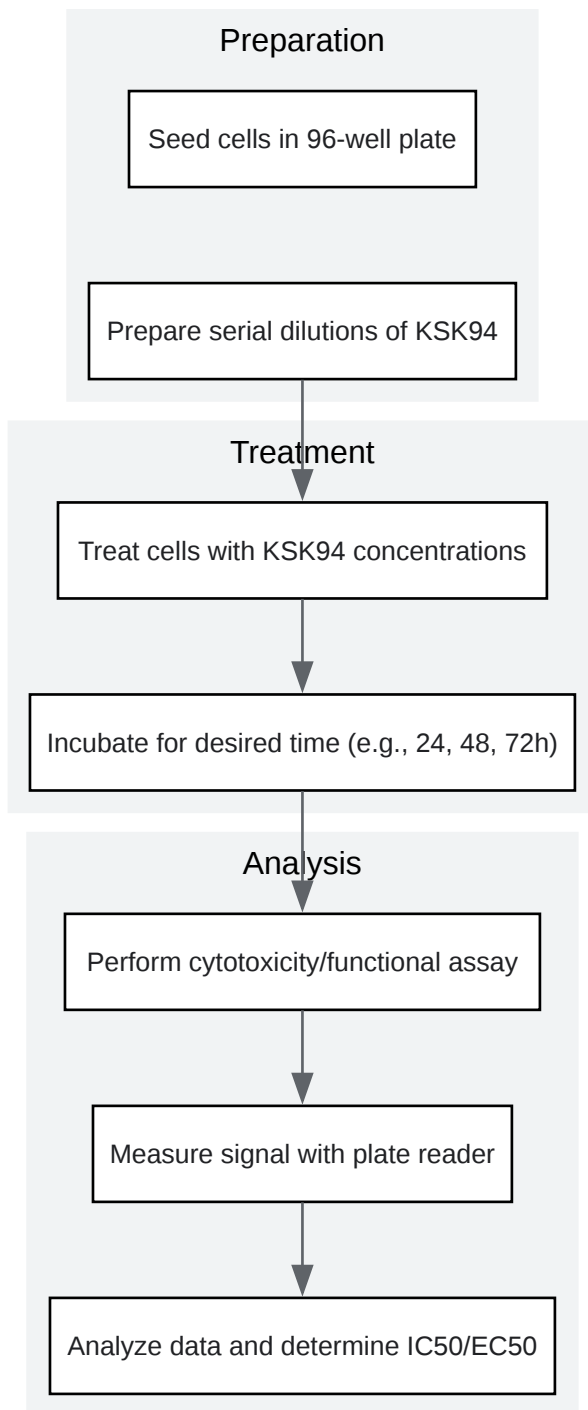 Preparation
Seed cells in 96-well plate
Prepare serial dilutions of KSK94
Treatment
Treat cells with KSK94 concentrations
Incubate for desired time (e.g., 24, 48, 72h)
Analysis
Perform cytotoxicity/functional assay
Measure signal with plate reader
Analyze data and determine IC50/EC50